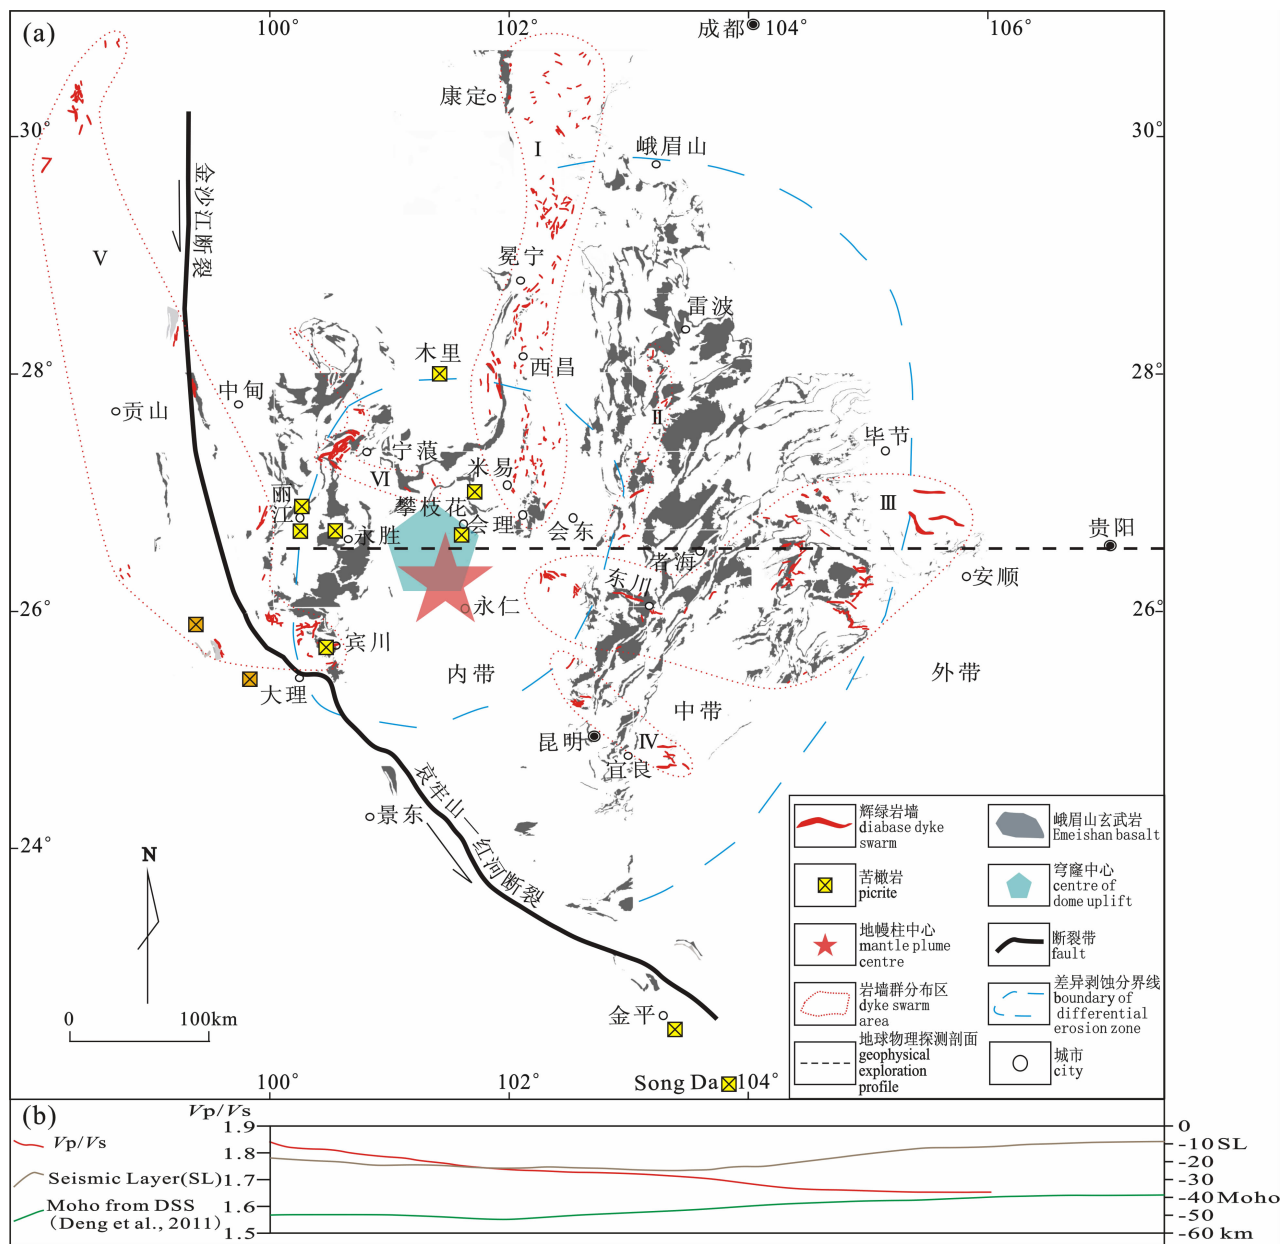 (a)
100°
102°
成都
104°
106°
康定
30°
30°
I
峨眉山
金沙江断裂
V
冕宁
雷波
木里
西昌
28°
28°
中甸
贡山
II
毕节
宁蒗
米易
VI
丽江
攀枝花
会理
会东
III
贵阳
永胜
者海
安顺
东川
永仁
26°
26°
宾川
内带
外带
大理
中带
昆明
IV
宜良
哀牢山—红河断裂
景东
24°
N
金平
0
100km
Song Da
100°
102°
104°
辉绿岩墙
diabase dyke
swarm
峨眉山玄武岩
Emeishan basalt
苦橄岩
picrite
穹窿中心
centre of
dome uplift
地幔柱中心
mantle plume
centre
断裂带
fault
岩墙群分布区
dyke swarm
area
差异剥蚀分界线
boundary of
differential
erosion zone
地球物理探测剖面
geophysical
exploration
profile
城市
city
(b)
Vp/Vs
Vp/Vs
Seismic Layer(SL)
Moho from DSS
(Deng et al., 2011)
1.9
1.8
1.7
1.6
1.5
0
-10 SL
-20
-30
-40 Moho
-50
-60 km